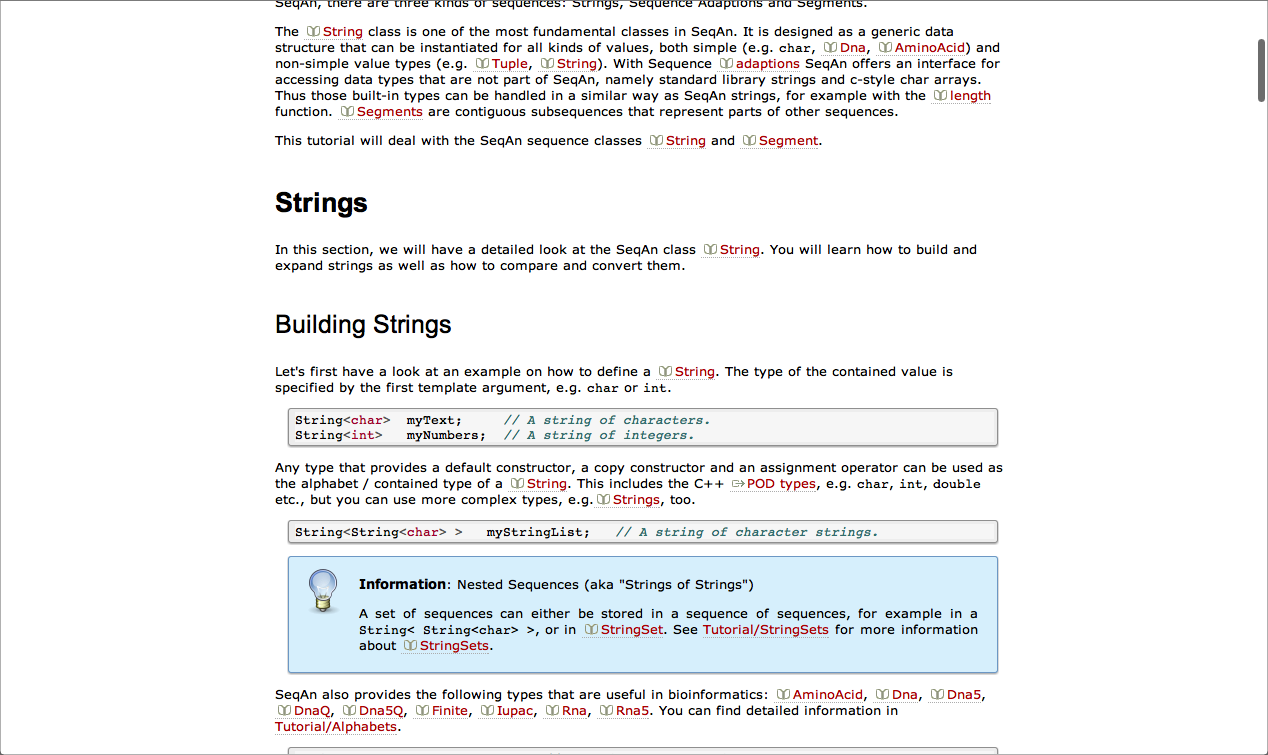 SeqAn, there are three kinds of sequences: Strings, Sequence Adaptions and Segments.
The String class is one of the most fundamental classes in SeqAn. It is designed as a generic data
structure that can be instantiated for all kinds of values, both simple (e.g. char, Dna, AminoAcid) and
non-simple value types (e.g. Tuple, String). With Sequence adaptions SeqAn offers an interface for
accessing data types that are not part of SeqAn, namely standard library strings and c-style char arrays.
Thus those built-in types can be handled in a similar way as SeqAn strings, for example with the length
function. Segments are contiguous subsequences that represent parts of other sequences.
This tutorial will deal with the SeqAn sequence classes String and Segment.
Strings
In this section, we will have a detailed look at the SeqAn class String. You will learn how to build and
expand strings as well as how to compare and convert them.
Building Strings
Let's first have a look at an example on how to define a String. The type of the contained value is
specified by the first template argument, e.g. char or int.
String<char>  myText;     // A string of characters.
String<int>   myNumbers;  // A string of integers.
Any type that provides a default constructor, a copy constructor and an assignment operator can be used as
the alphabet / contained type of a String. This includes the C++ POD types, e.g. char, int, double
etc., but you can use more complex types, e.g. Strings, too.
String<String<char> >   myStringList;   // A string of character strings.
Information: Nested Sequences (aka "Strings of Strings")
A set of sequences can either be stored in a sequence of sequences, for example in a
String< String<char> >, or in StringSet. See Tutorial/StringSets for more information
about StringSets.
SeqAn also provides the following types that are useful in bioinformatics: AminoAcid, Dna, Dna5,
DnaQ, Dna5Q, Finite, Iupac, Rna, Rna5. You can find detailed information in
Tutorial/Alphabets.